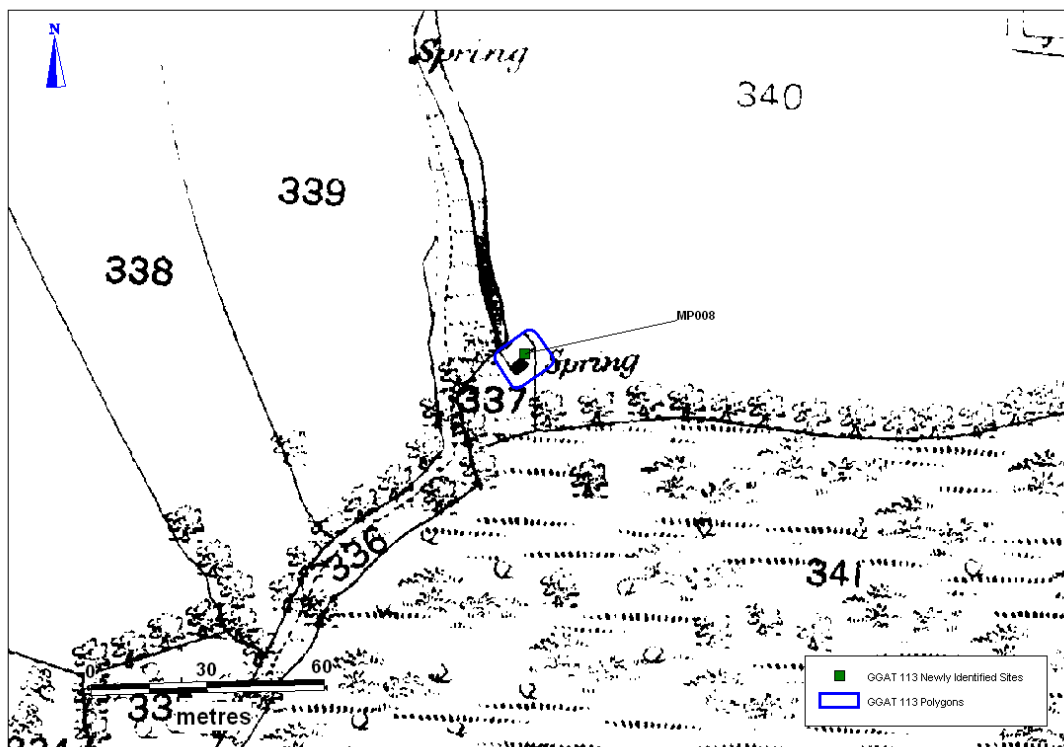 N
Spring
340
339
338
MP008
Spring
337
336
341
0 30 60
metres
33
GGAT 113 Newly Identified Sites
GGAT 113 Polygons